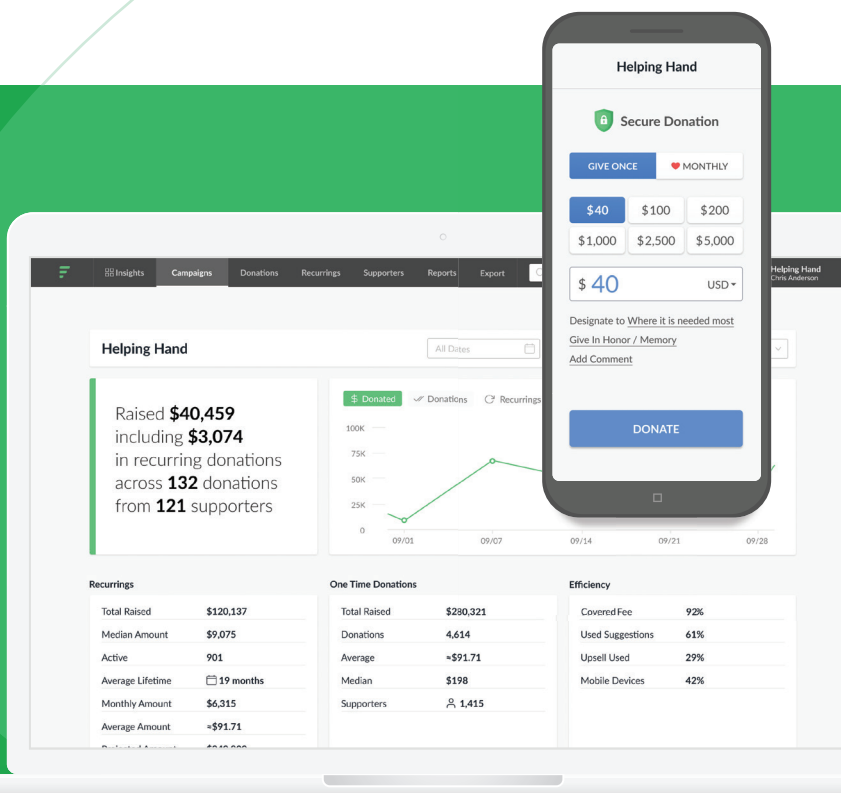 Helping Hand
Secure Donation
GIVE ONCE
MONTHLY
$40
$100
$200
$1,000
$2,500
$5,000
$ 40
USD
Designate to Where it is needed most
Give In Honor / Memory
Add Comment
DONATE
Insights
Campaigns
Donations
Recurrings
Supporters
Reports
Export
Helping Hand
Chris Anderson
Helping Hand
All Dates
Raised $40,459
including $3,074
in recurring donations
across 132 donations
from 121 supporters
$ Donated
Donations
Recurrings
100K
75K
50K
25K
0
09/01
09/07
09/14
09/21
09/28
Recurrings
Total Raised $120,137
Median Amount $9,075
Active 901
Average Lifetime 19 months
Monthly Amount $6,315
Average Amount ≈$91.71
One Time Donations
Total Raised $280,321
Donations 4,614
Average ≈$91.71
Median $198
Supporters 1,415
Efficiency
Covered Fee 92%
Used Suggestions 61%
Upsell Used 29%
Mobile Devices 42%